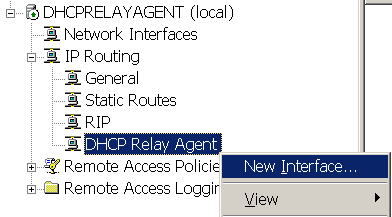 DHCPRELAYAGENT (local)
Network Interfaces
IP Routing
General
Static Routes
RIP
DHCP Relay Agent
New Interface...
Remote Access Policie
Remote Access Loggin
View